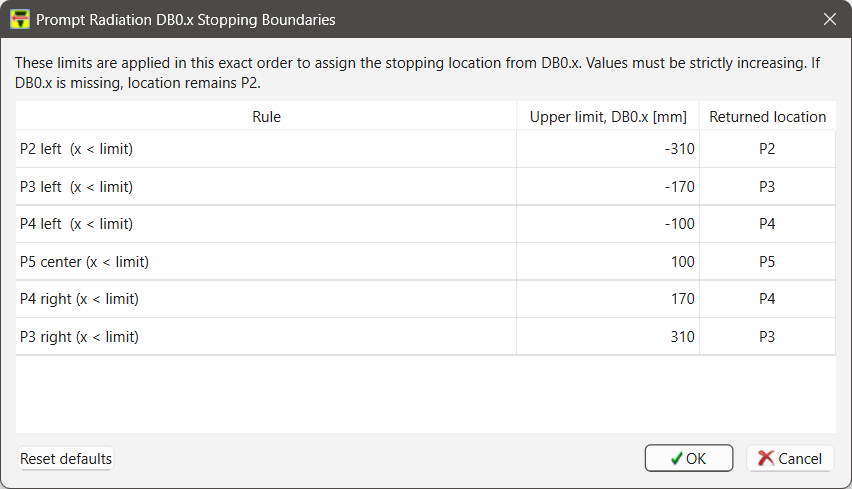 Prompt Radiation DB0.x Stopping Boundaries
These limits are applied in this exact order to assign the stopping location from DB0.x. Values must be strictly increasing. If
DB0.x is missing, location remains P2.
Rule Upper limit, DB0.x [mm] Returned location
P2 left (x < limit) -310 P2
P3 left (x < limit) -170 P3
P4 left (x < limit) -100 P4
P5 center (x < limit) 100 P5
P4 right (x < limit) 170 P4
P3 right (x < limit) 310 P3
Reset defaults OK Cancel